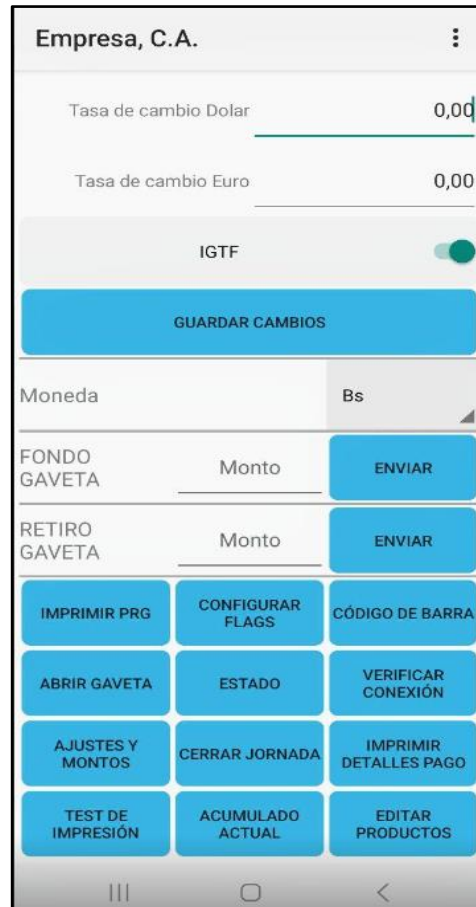 Empresa, C.A.
Tasa de cambio Dolar 0,00
Tasa de cambio Euro 0,00
IGTF
GUARDAR CAMBIOS
Moneda Bs
FONDO
GAVETA Monto ENVIAR
RETIRO
GAVETA Monto ENVIAR
IMPRIMIR PRG
CONFIGURAR
FLAGS
CÓDIGO DE BARRA
ABRIR GAVETA
ESTADO
VERIFICAR
CONEXIÓN
AJUSTES Y
MONTOS
CERRAR JORNADA
IMPRIMIR
DETALLES PAGO
TEST DE
IMPRESIÓN
ACUMULADO
ACTUAL
EDITAR
PRODUCTOS